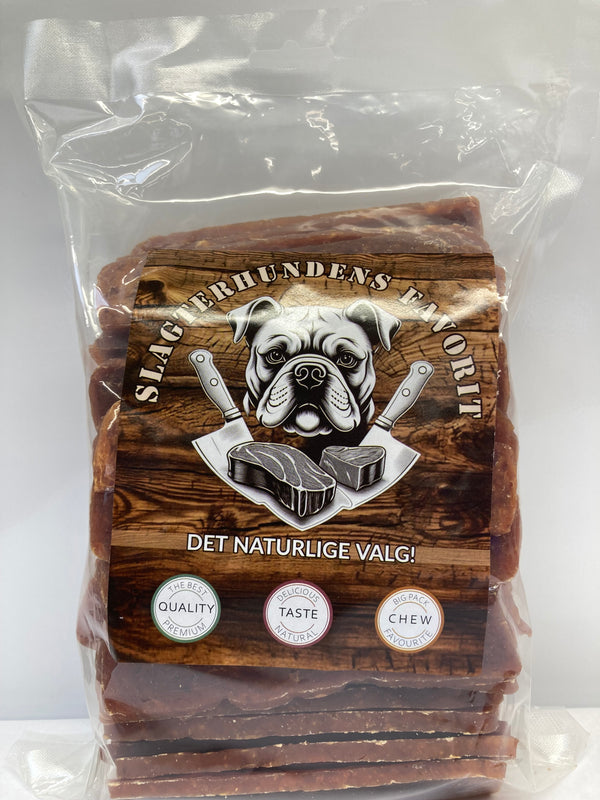 SLAGTERHUNDENS FAVORIT
DET NATURLIGE VALG!
THE BEST
QUALITY
PREMIUM
DELICIOUS
TASTE
NATURAL
BIG PACK
CHEW
FAVOURITE